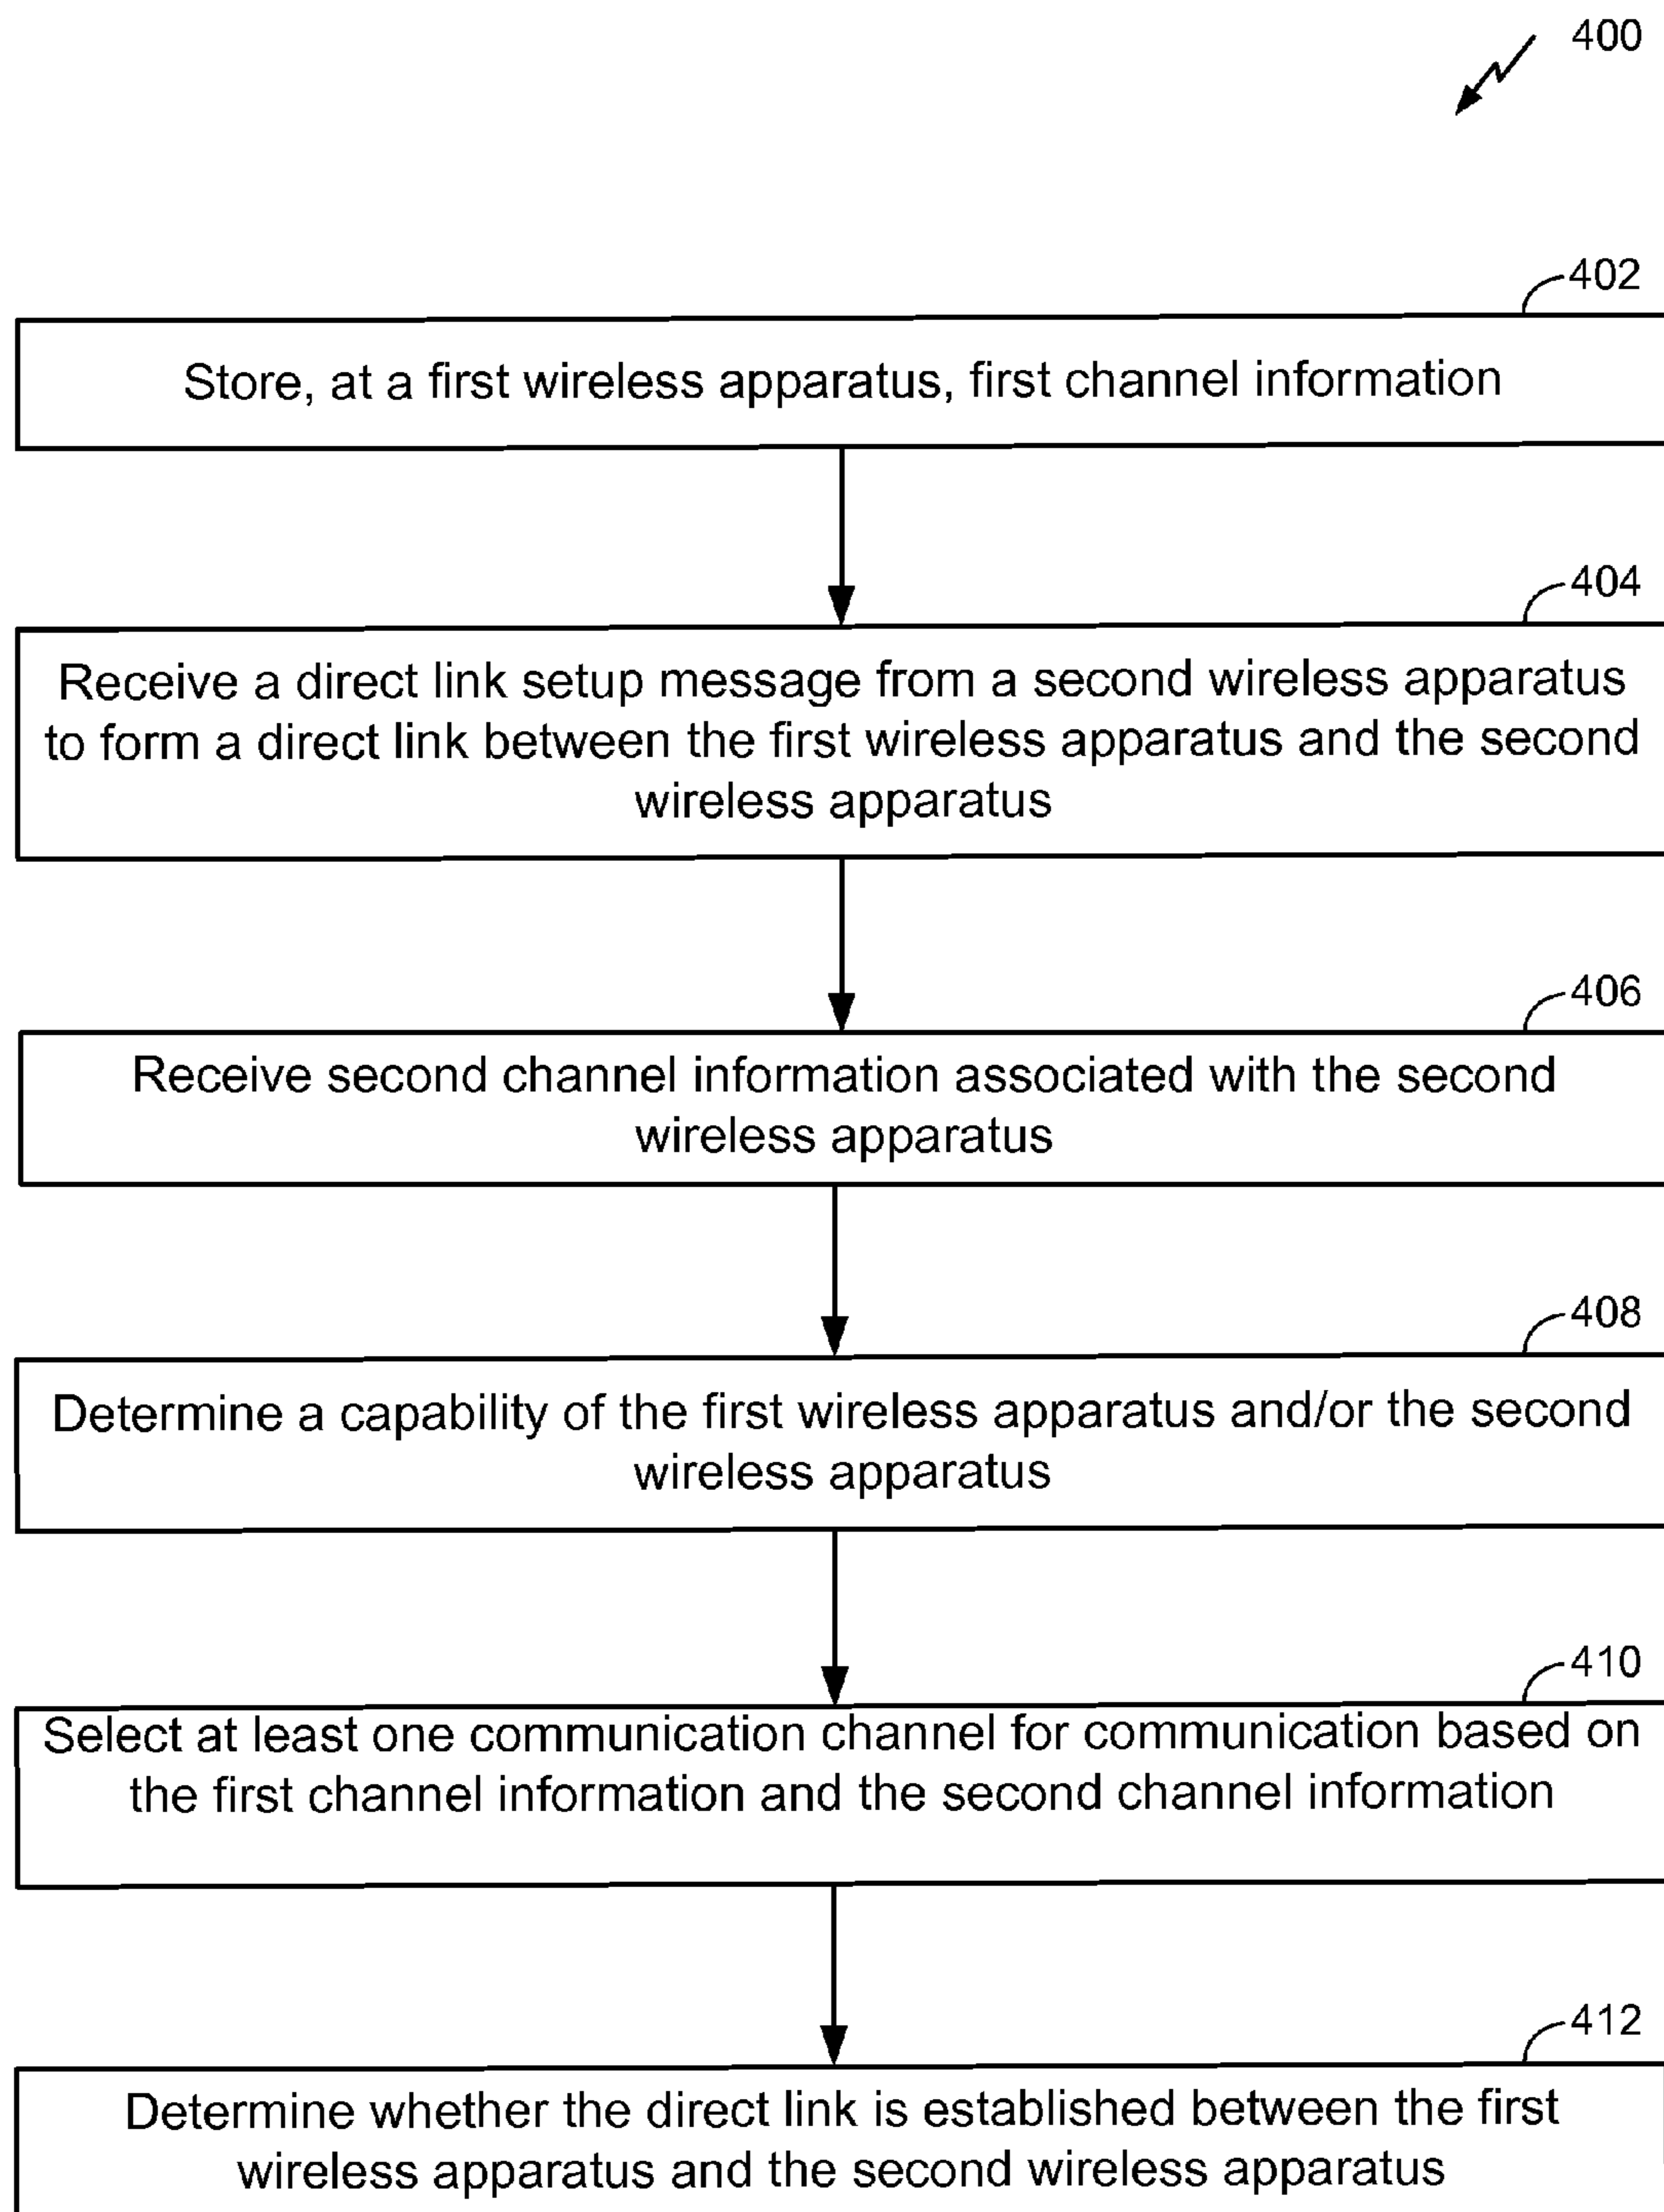 400
402
Store, at a first wireless apparatus, first channel information
404
Receive a direct link setup message from a second wireless apparatus
to form a direct link between the first wireless apparatus and the second
wireless apparatus
406
Receive second channel information associated with the second
wireless apparatus
408
Determine a capability of the first wireless apparatus and/or the second
wireless apparatus
410
Select at least one communication channel for communication based on
the first channel information and the second channel information
412
Determine whether the direct link is established between the first
wireless apparatus and the second wireless apparatus